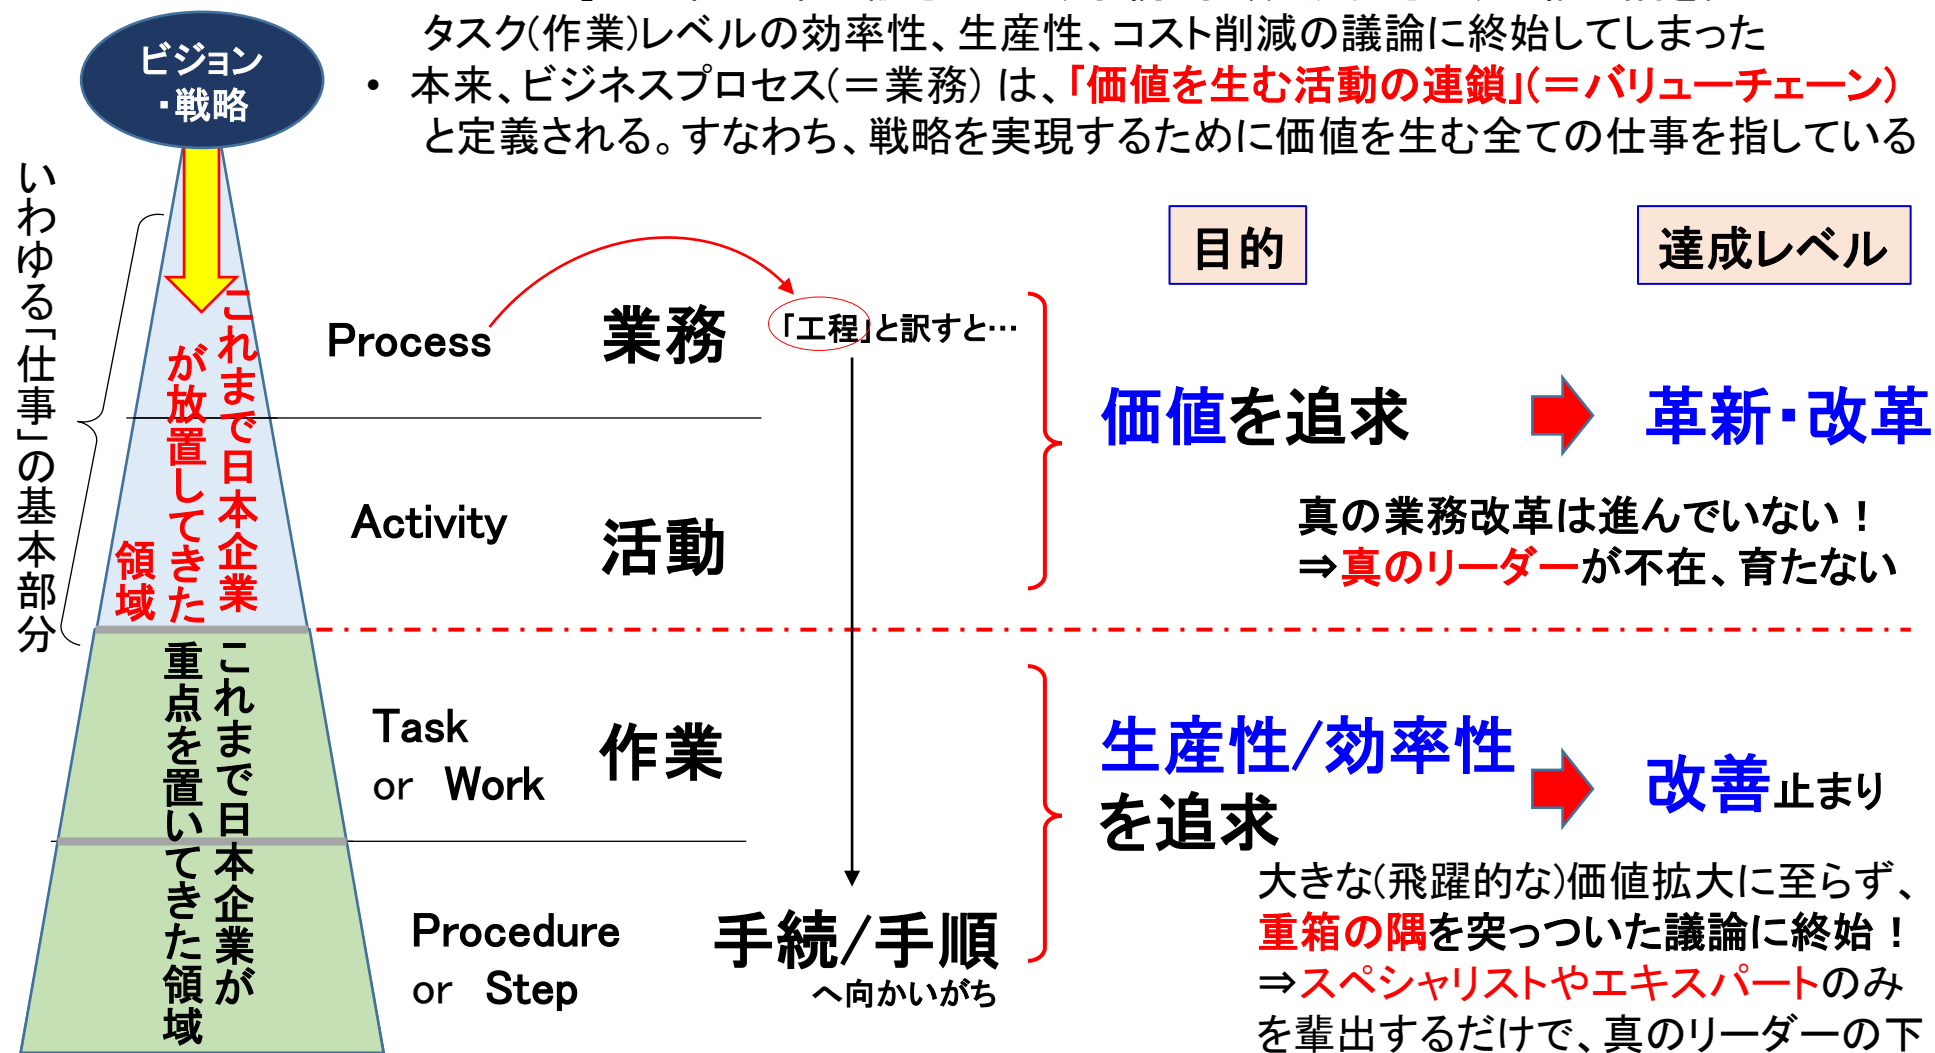 タスク(作業)レベルの効率性、生産性、コスト削減の議論に終始してしまった
• 本来、ビジネスプロセス(＝業務) は、「価値を生む活動の連鎖」(＝バリューチェーン)
と定義される。すなわち、戦略を実現するために価値を生む全ての仕事を指している
ビジョン
・戦略
いわゆる「仕事」の基本部分
これまで日本企業
が放置してきた
領域
これまで日本企業が
重点を置いてきた領域
目的
達成レベル
Process
業務
「工程」と訳すと…
Activity
活動
価値を追求
革新・改革
真の業務改革は進んでいない！
⇒真のリーダーが不在、育たない
Task
or Work
作業
生産性/効率性
を追求
改善止まり
Procedure
or Step
手続/手順
へ向かいがち
大きな(飛躍的な)価値拡大に至らず、
重箱の隅を突っついた議論に終始！
⇒スペシャリストやエキスパートのみ
を輩出するだけで、真のリーダーの下